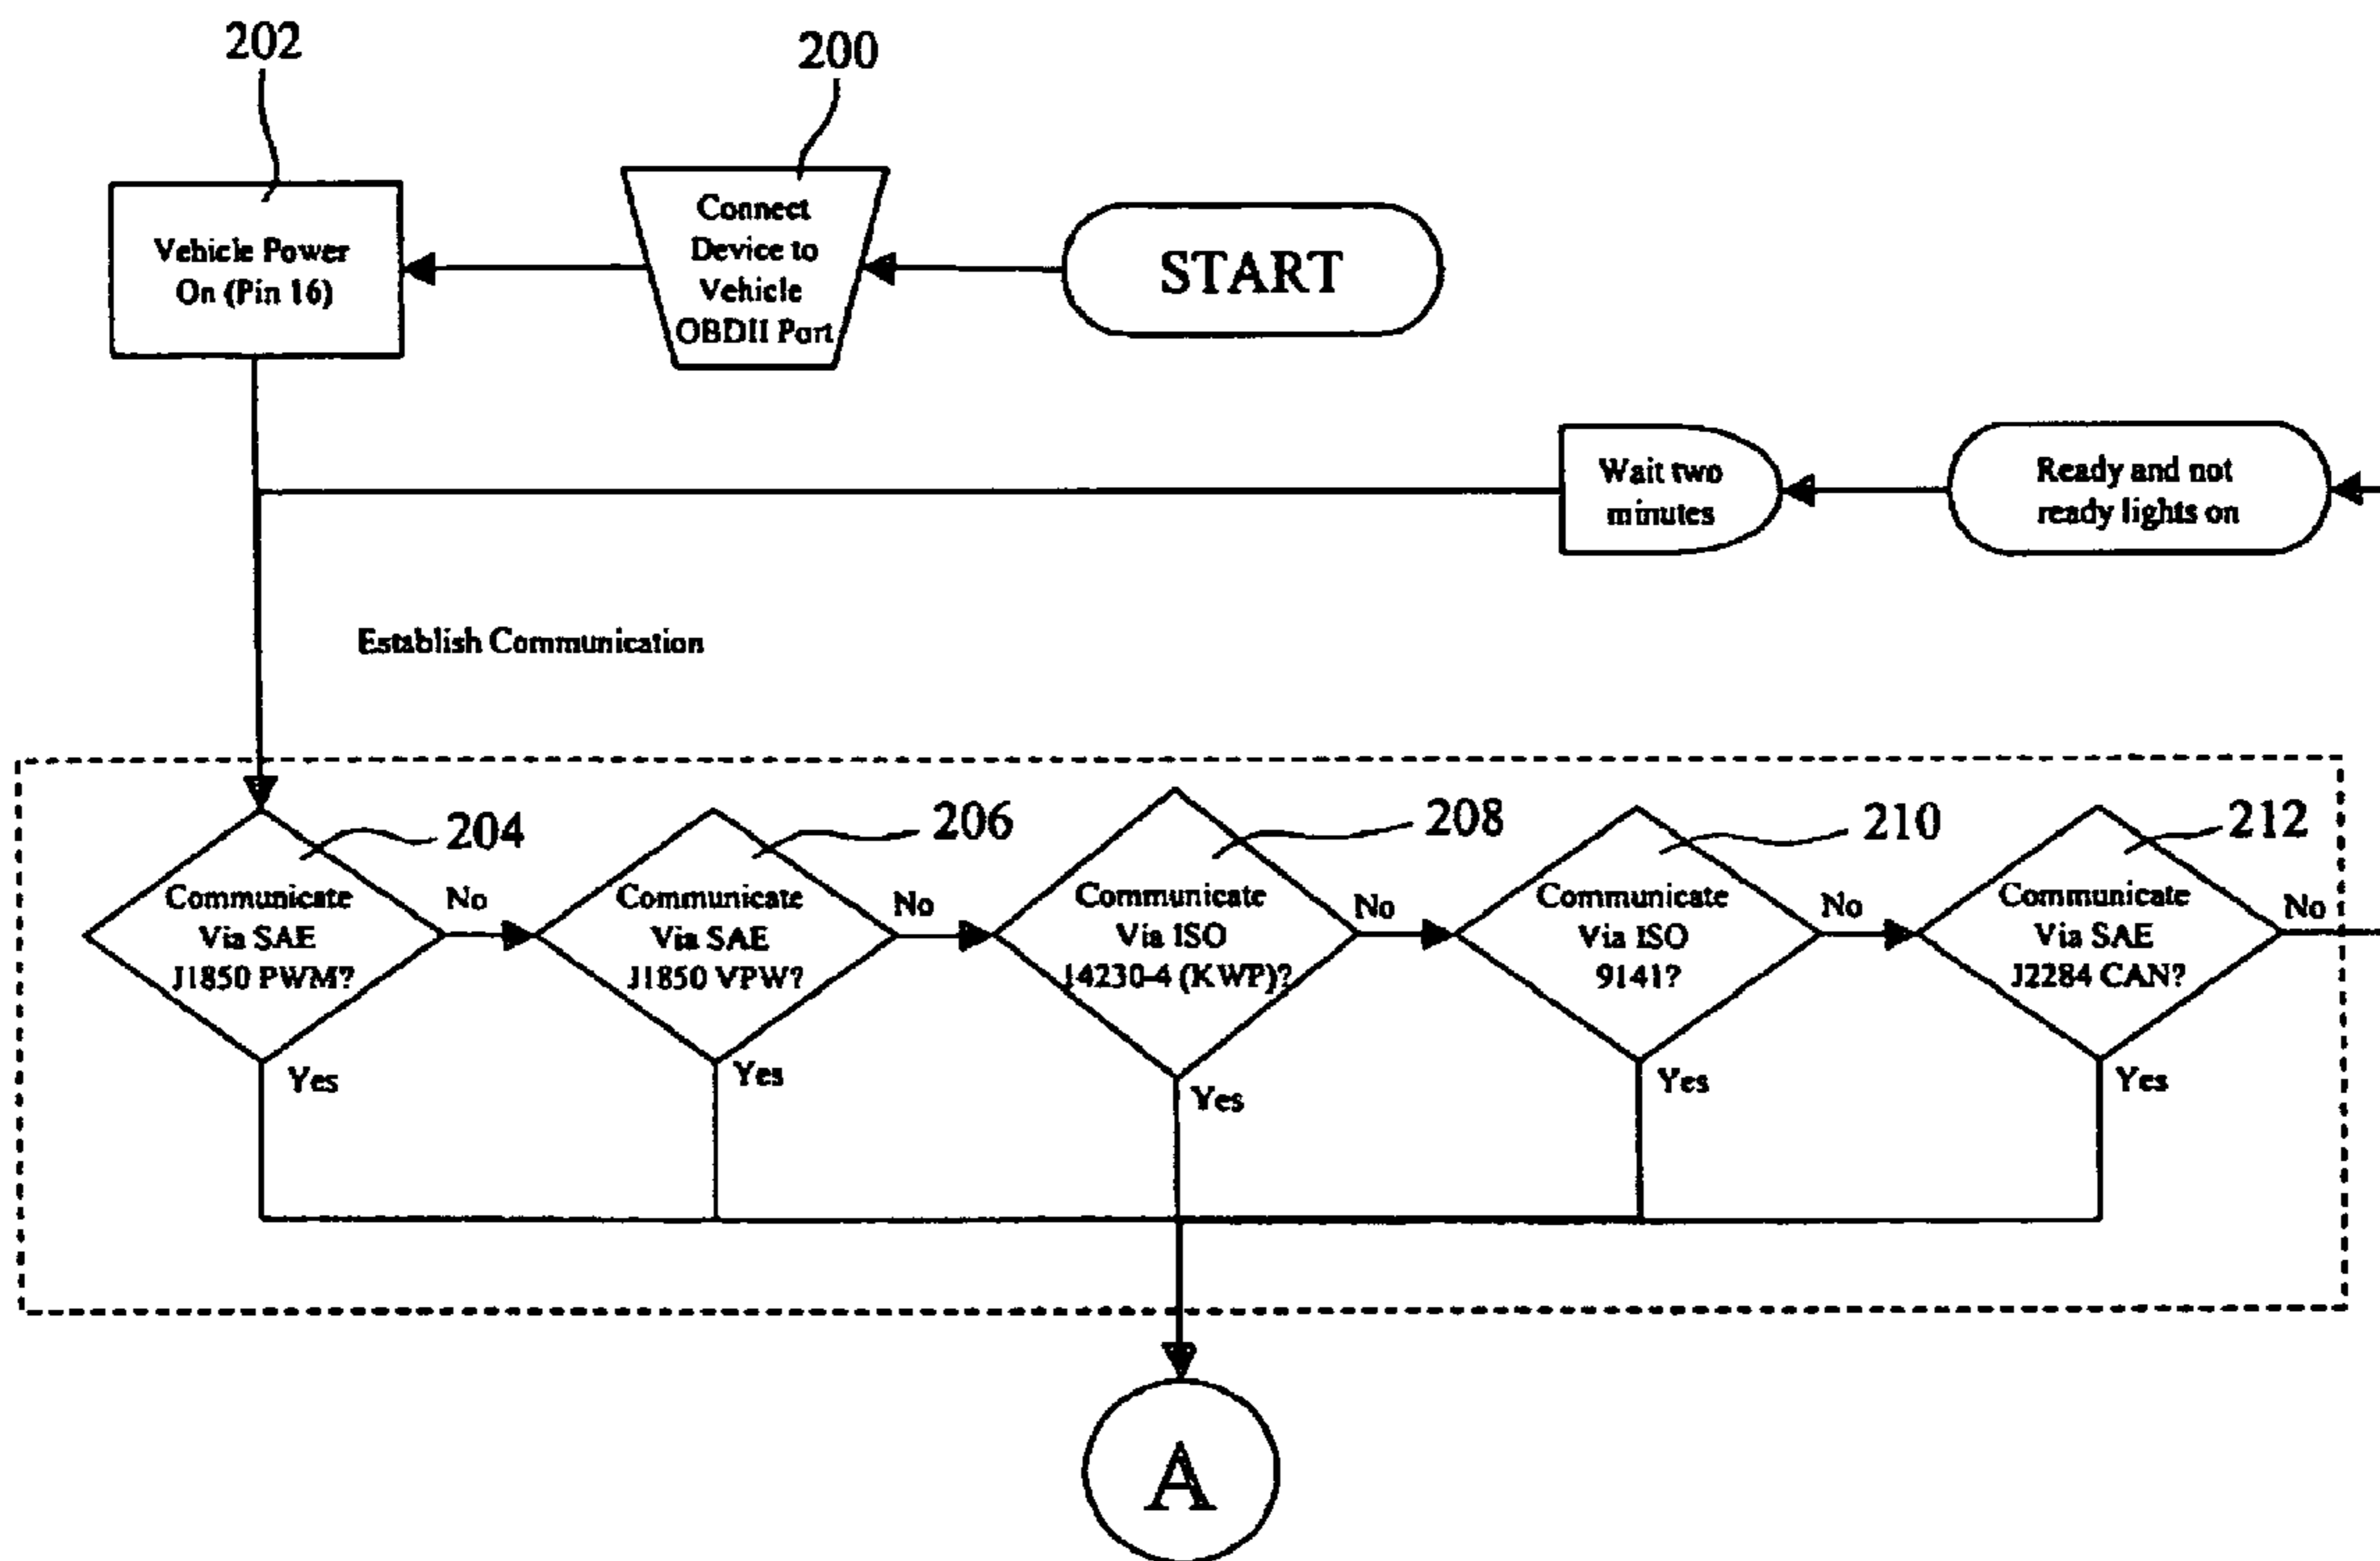 202
200
Connect
Device to
Vehicle
OBDII Port
START
Vehicle Power
On (Pin 16)
Wait two
minutes
Ready and not
ready lights on
Establish Communication
204
206
208
210
212
Communicate
Via SAE
J1850 PWM?
No
Communicate
Via SAE
J1850 VPW?
No
Communicate
Via ISO
14230-4 (KWP)?
No
Communicate
Via ISO
9141?
No
Communicate
Via SAE
J2284 CAN?
No
Yes
Yes
Yes
Yes
Yes
A